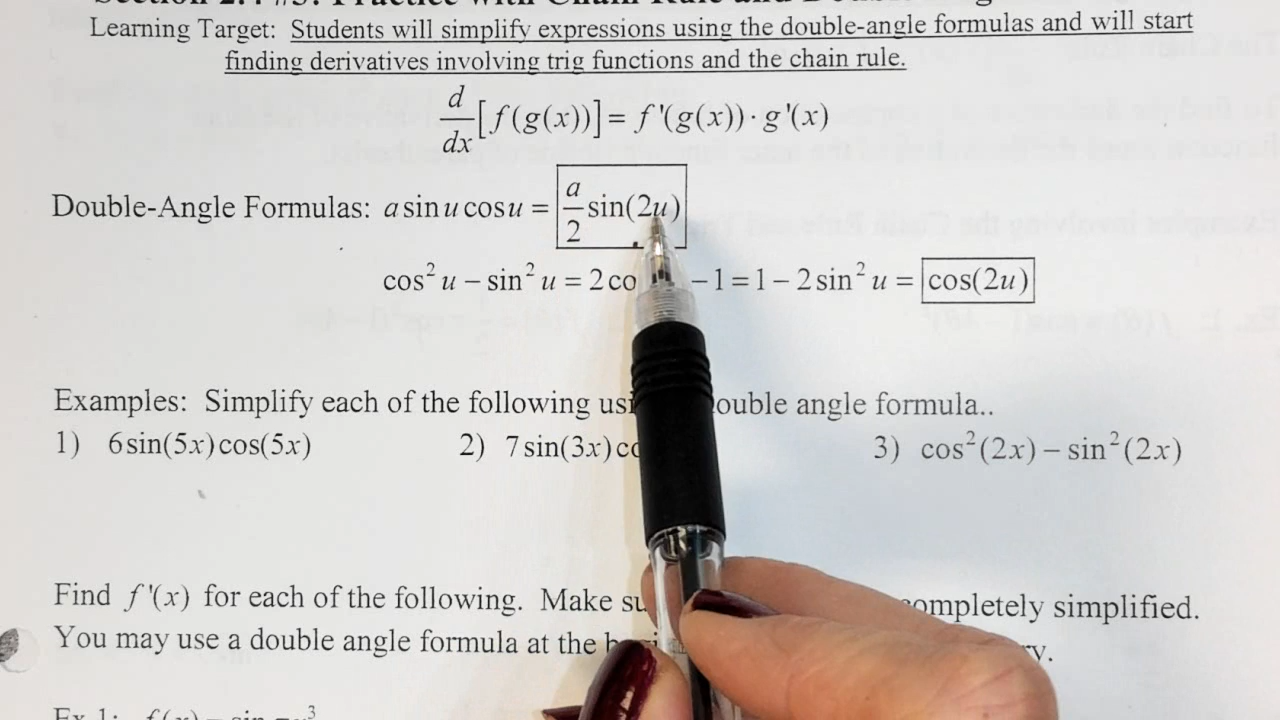 Learning Target: Students will simplify expressions using the double-angle formulas and will start
finding derivatives involving trig functions and the chain rule.
d/dx [f(g(x))] = f'(g(x)) · g'(x)
Double-Angle Formulas: a sin u cos u = a/2 sin(2u)
cos² u − sin² u = 2 co −1 = 1 − 2 sin² u = cos(2u)
Examples: Simplify each of the following usi ouble angle formula..
1) 6 sin(5x) cos(5x) 2) 7 sin(3x) co 3) cos²(2x) − sin²(2x)
Find f'(x) for each of the following. Make su ompletely simplified.
You may use a double angle formula at the